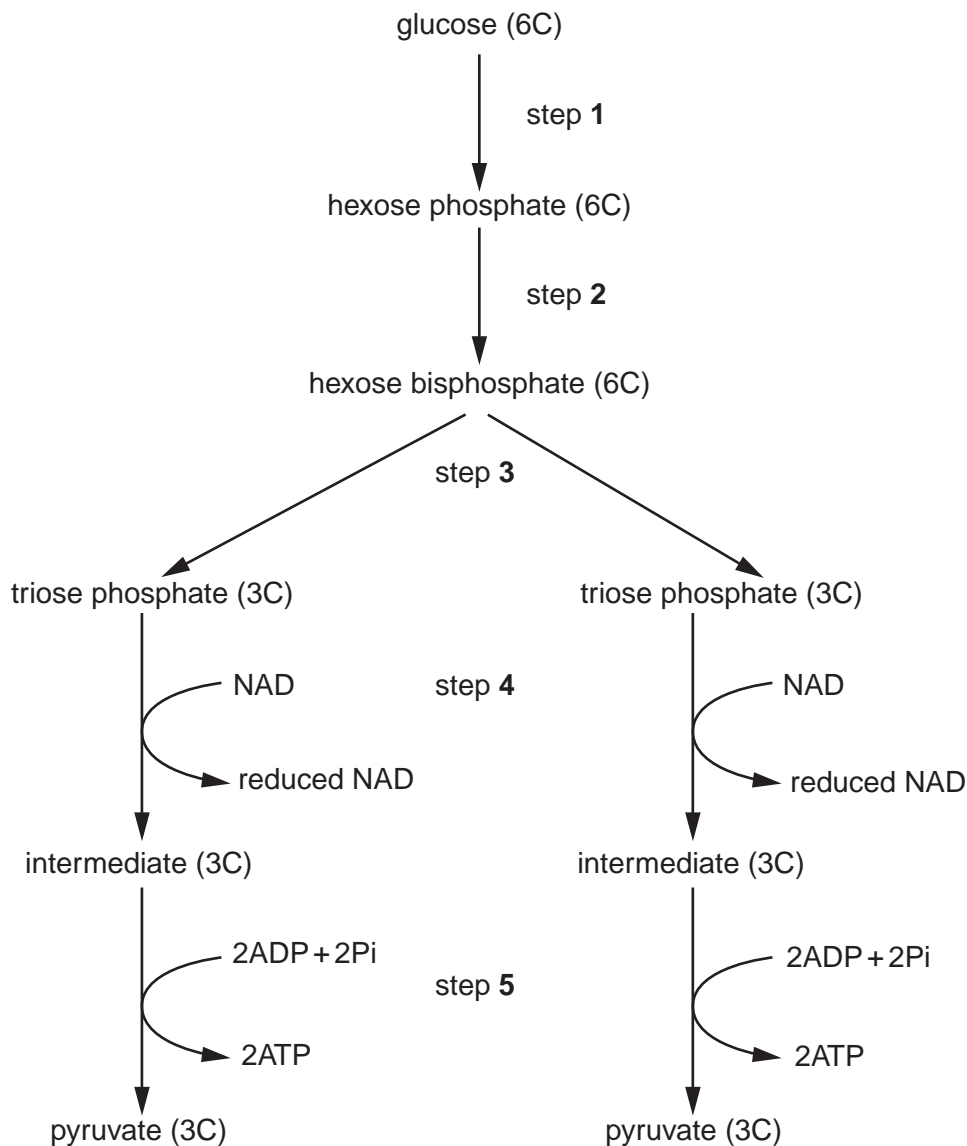 glucose (6C)
step 1
hexose phosphate (6C)
step 2
hexose bisphosphate (6C)
step 3
triose phosphate (3C) triose phosphate (3C)
NAD step 4 NAD
reduced NAD reduced NAD
intermediate (3C) intermediate (3C)
2ADP + 2Pi 2ADP + 2Pi
step 5
2ATP 2ATP
pyruvate (3C) pyruvate (3C)